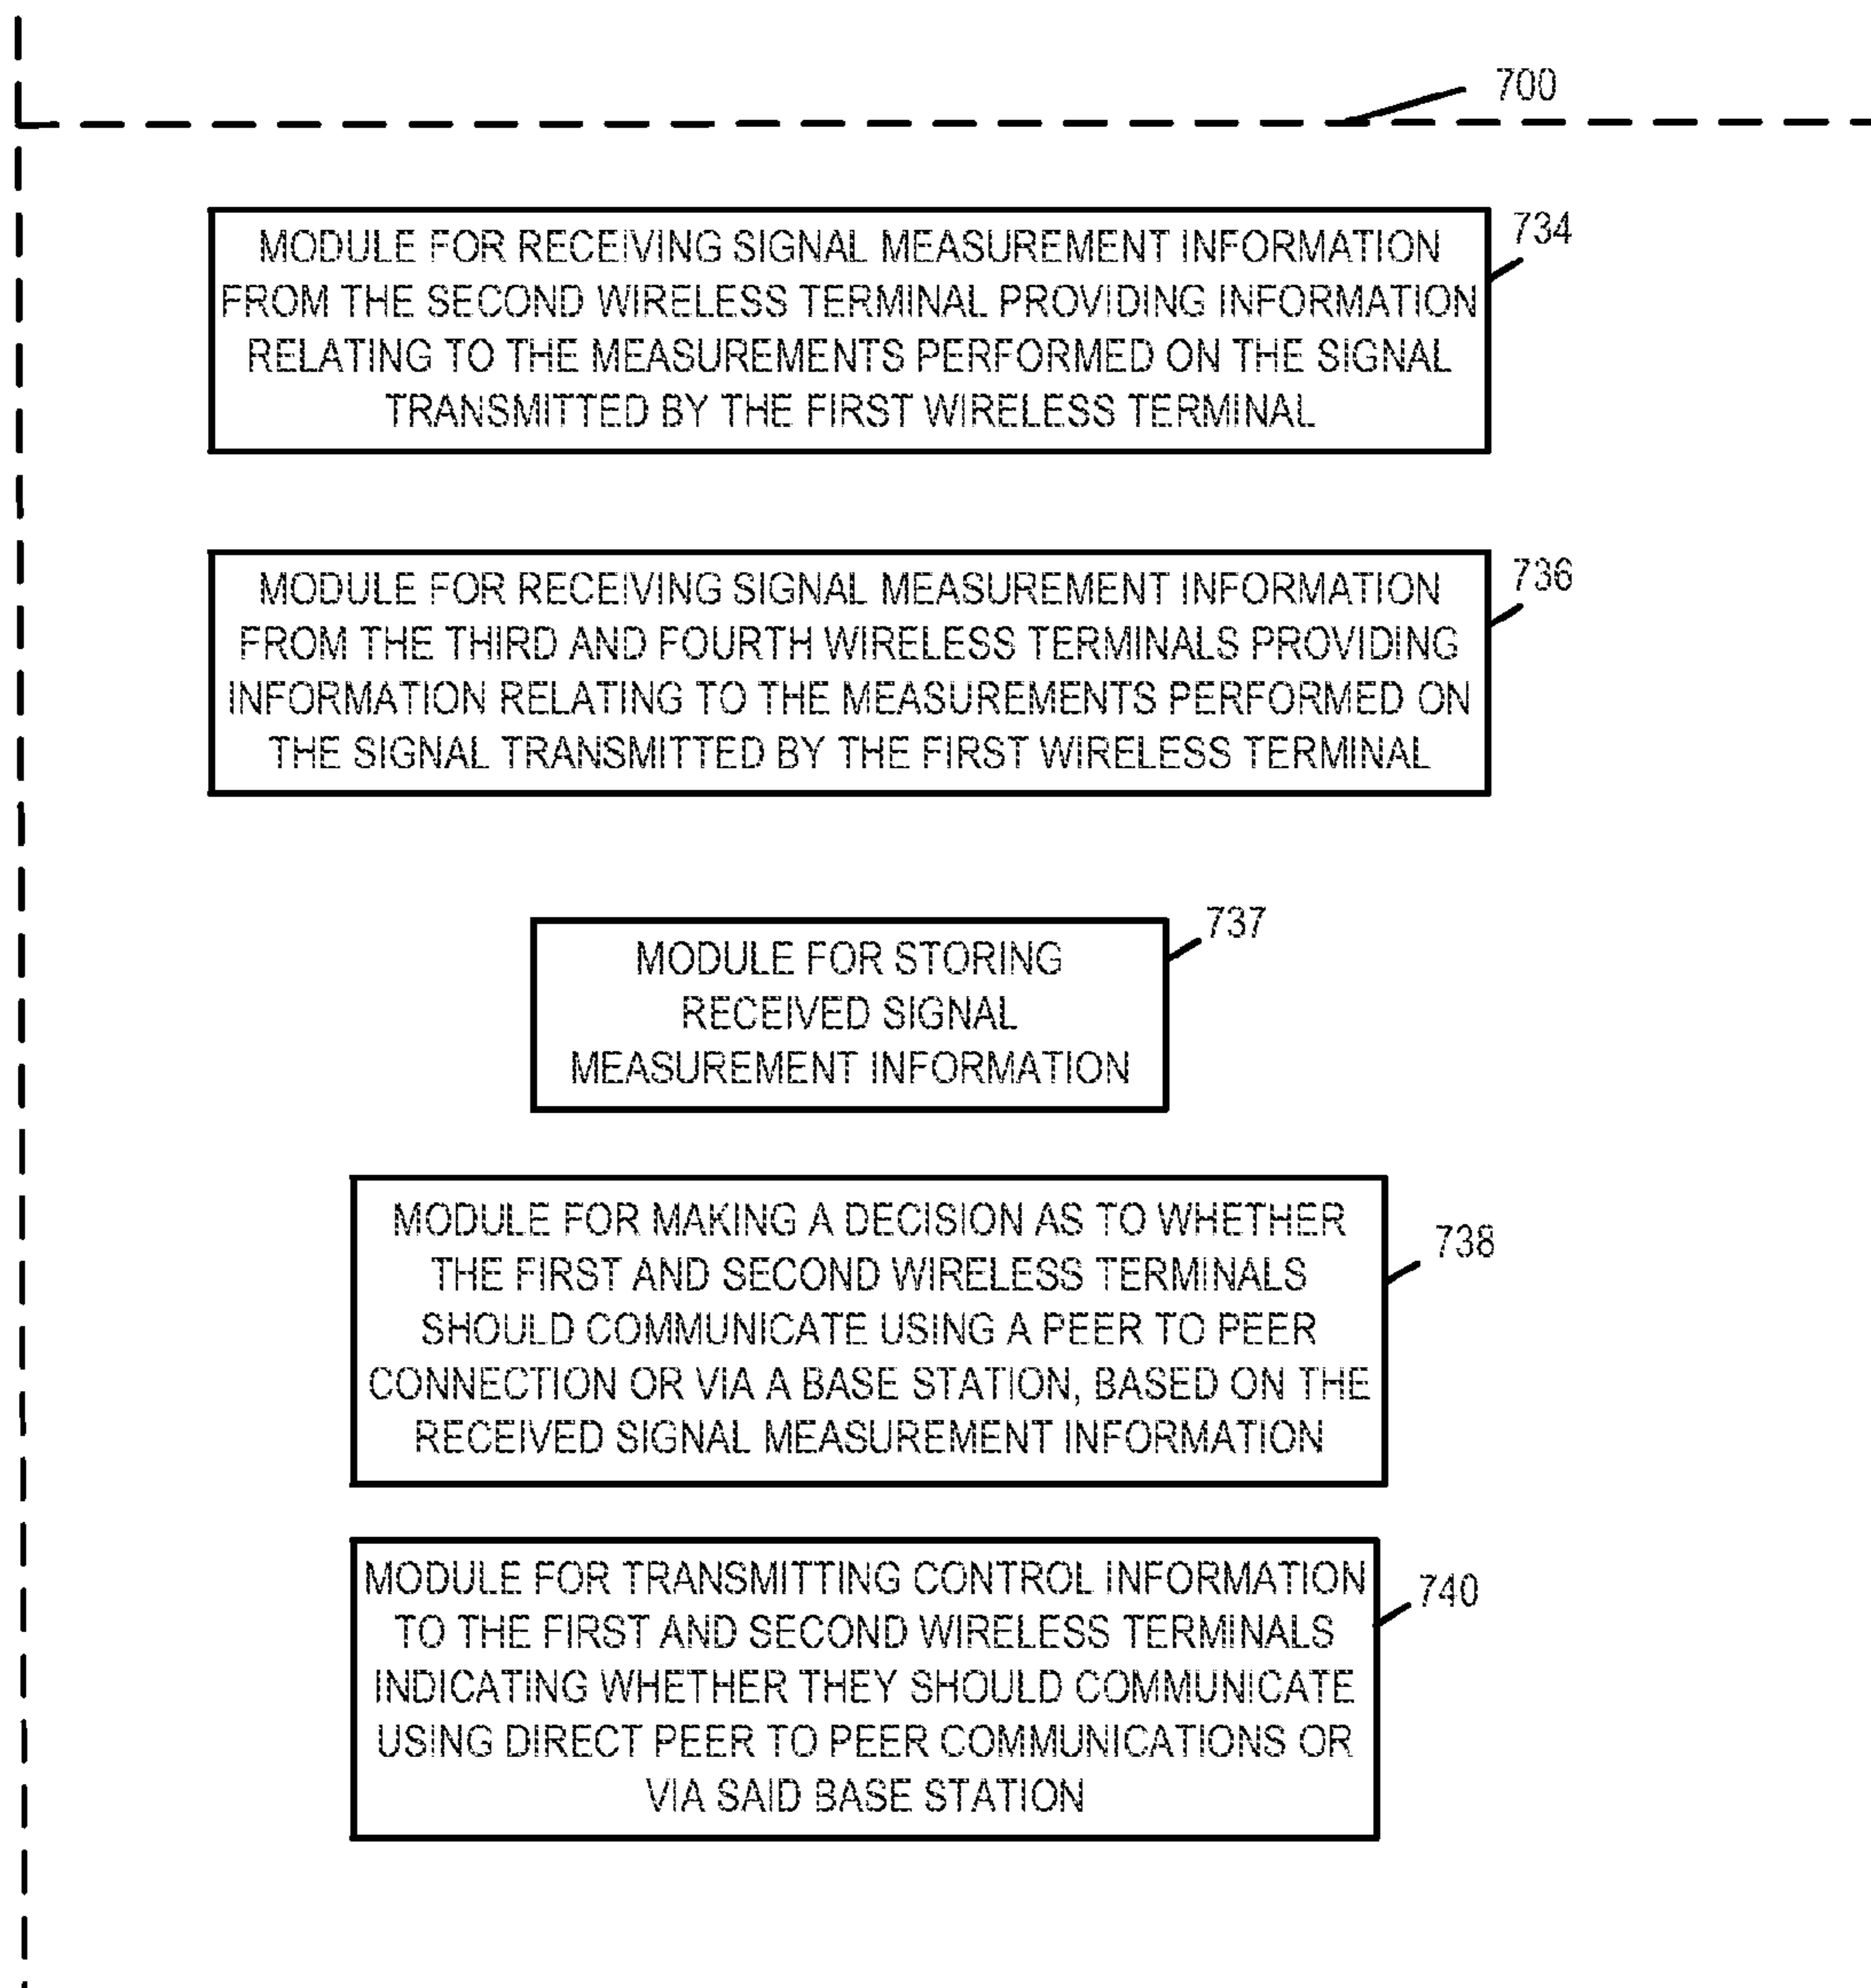 700
734
MODULE FOR RECEIVING SIGNAL MEASUREMENT INFORMATION
FROM THE SECOND WIRELESS TERMINAL PROVIDING INFORMATION
RELATING TO THE MEASUREMENTS PERFORMED ON THE SIGNAL
TRANSMITTED BY THE FIRST WIRELESS TERMINAL
736
MODULE FOR RECEIVING SIGNAL MEASUREMENT INFORMATION
FROM THE THIRD AND FOURTH WIRELESS TERMINALS PROVIDING
INFORMATION RELATING TO THE MEASUREMENTS PERFORMED ON
THE SIGNAL TRANSMITTED BY THE FIRST WIRELESS TERMINAL
737
MODULE FOR STORING
RECEIVED SIGNAL
MEASUREMENT INFORMATION
738
MODULE FOR MAKING A DECISION AS TO WHETHER
THE FIRST AND SECOND WIRELESS TERMINALS
SHOULD COMMUNICATE USING A PEER TO PEER
CONNECTION OR VIA A BASE STATION, BASED ON THE
RECEIVED SIGNAL MEASUREMENT INFORMATION
740
MODULE FOR TRANSMITTING CONTROL INFORMATION
TO THE FIRST AND SECOND WIRELESS TERMINALS
INDICATING WHETHER THEY SHOULD COMMUNICATE
USING DIRECT PEER TO PEER COMMUNICATIONS OR
VIA SAID BASE STATION